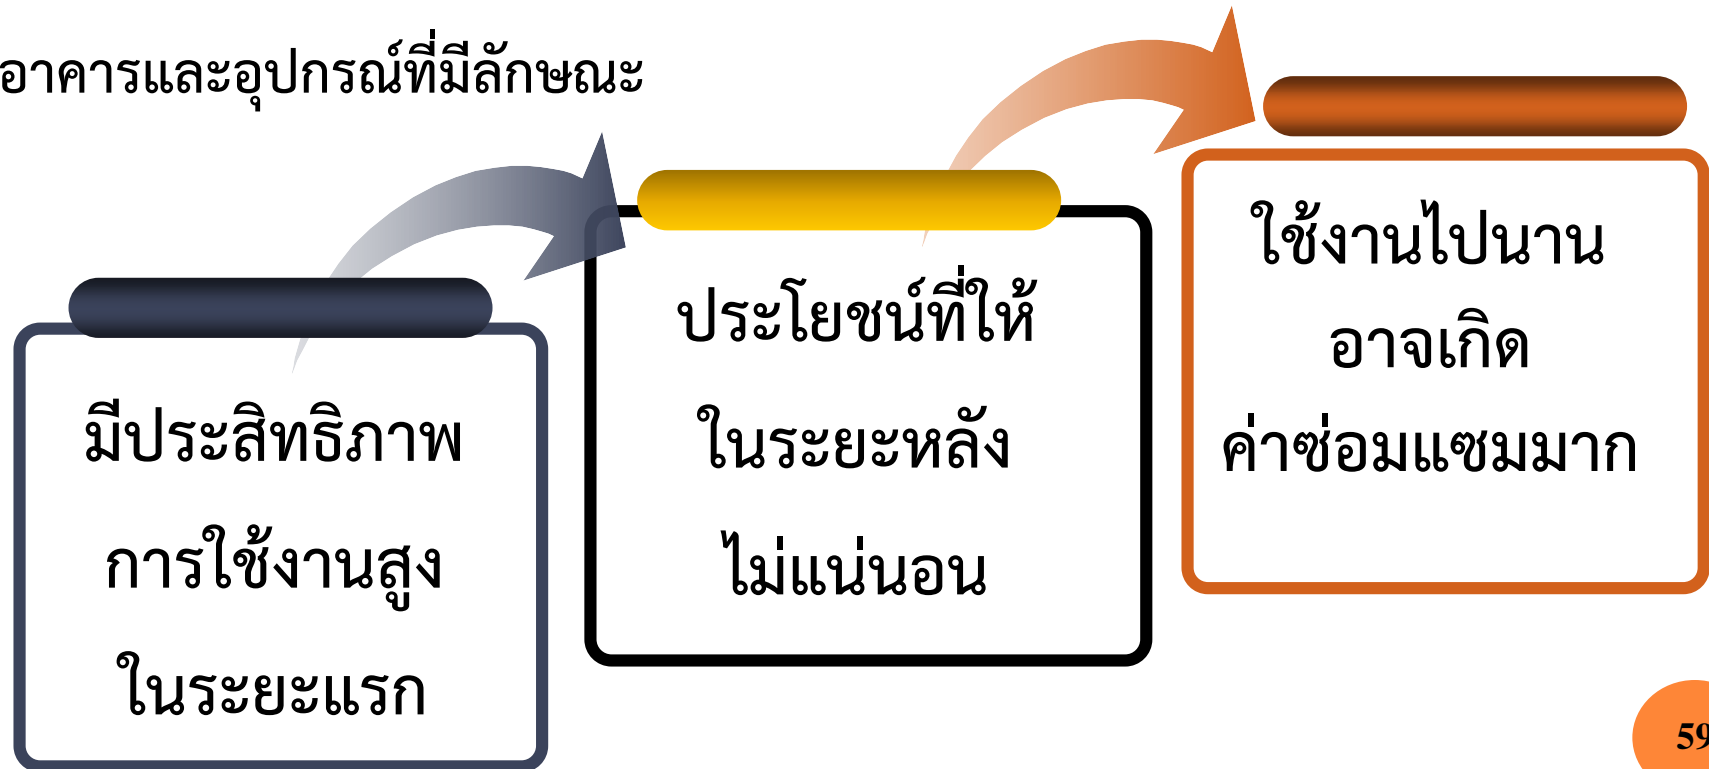 อาคารและอุปกรณ์ที่มีลักษณะ
มีประสิทธิภาพ
การใช้งานสูง
ในระยะแรก
ประโยชน์ที่ให้
ในระยะหลัง
ไม่แน่นอน
ใช้งานไปนาน
อาจเกิด
ค่าซ่อมแซมมาก
59